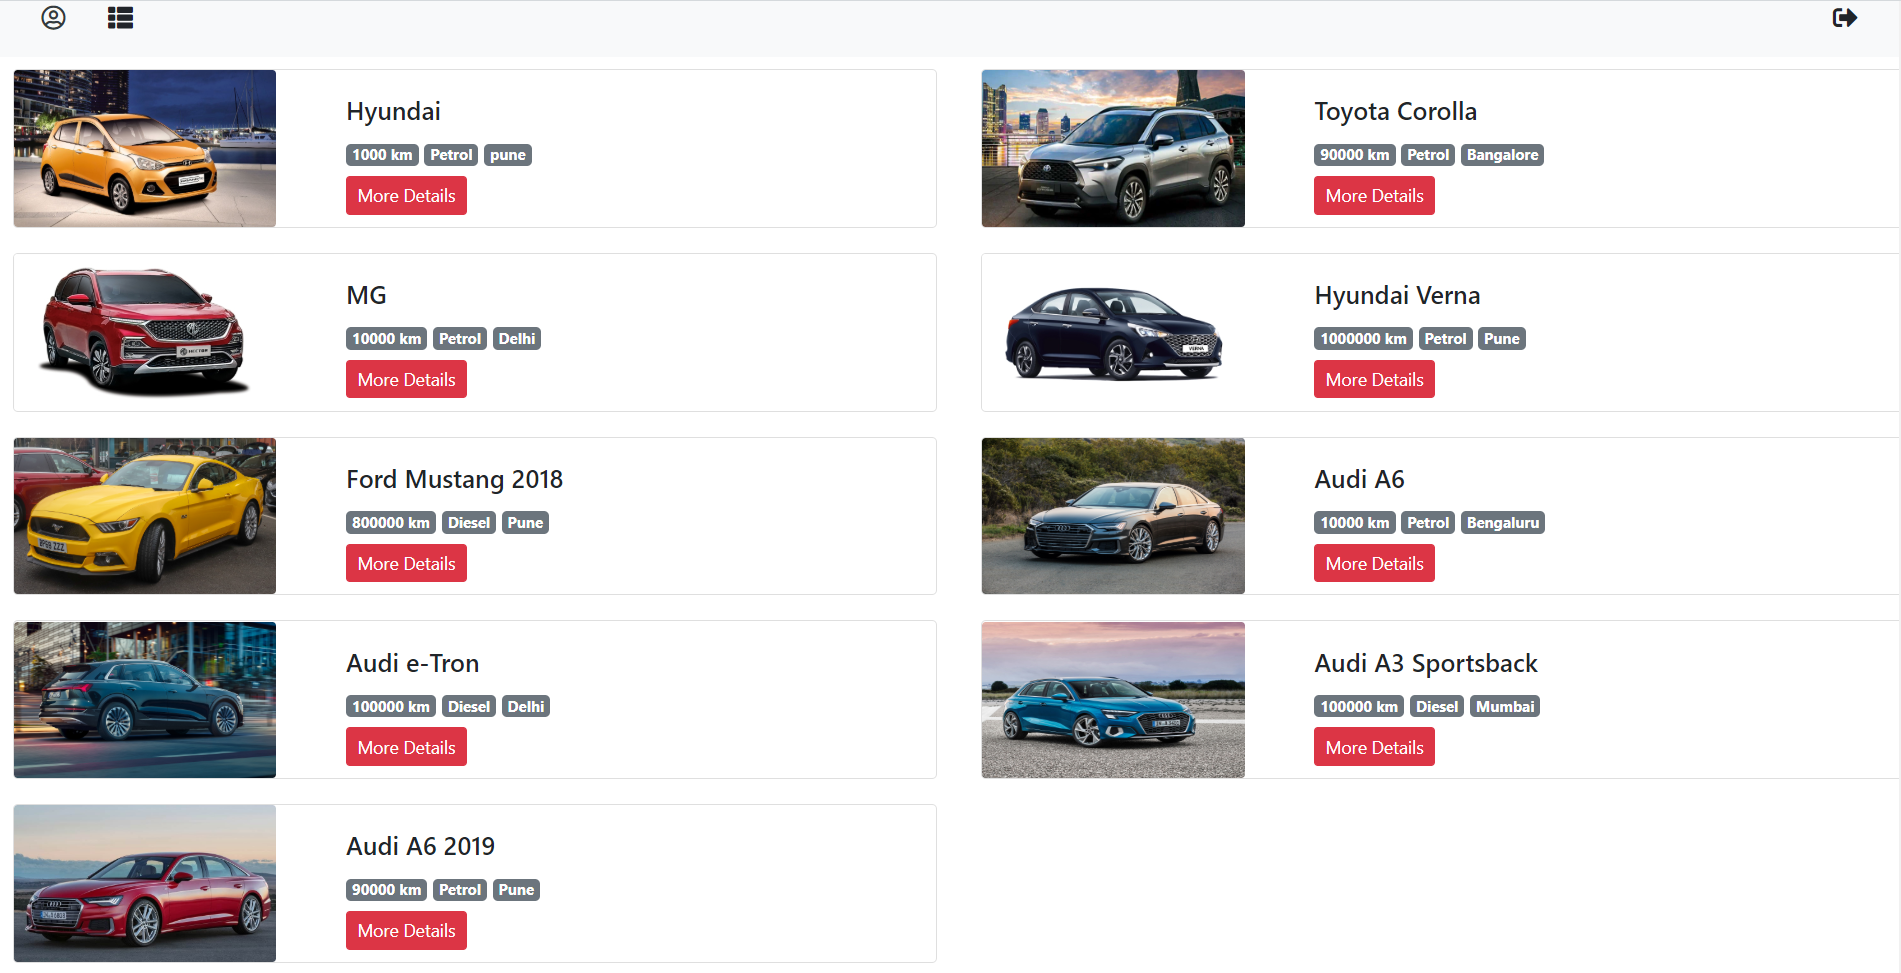 Hyundai
1000 km Petrol pune
More Details
Toyota Corolla
90000 km Petrol Bangalore
More Details
MG
10000 km Petrol Delhi
More Details
HECTOR
Hyundai Verna
1000000 km Petrol Pune
More Details
VERNA
Ford Mustang 2018
800000 km Diesel Pune
More Details
Audi A6
10000 km Petrol Bengaluru
More Details
Audi e-Tron
100000 km Diesel Delhi
More Details
Audi A3 Sportsback
100000 km Diesel Mumbai
More Details
Audi A6 2019
90000 km Petrol Pune
More Details